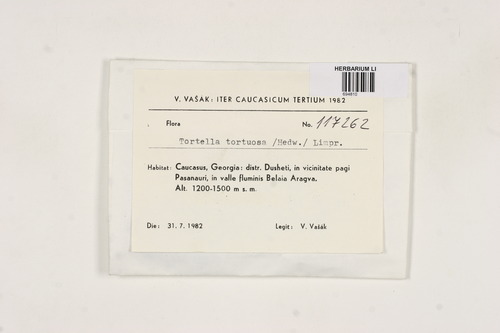 HERBARIUM LI
V. VAŠÁK: ITER CAUCASICUM TERTIUM 1982
Flora
No. 117262
Tortella tortuosa /Hedw./ Limpr.
Habitat: Caucasus, Georgia: distr. Dusheti, in vicinitate pagi
Pasanauri, in valle fluminis Belaia Aragva.
Alt. 1200-1500 m s. m.
Die: 31. 7. 1982
Legit: V. Vašák